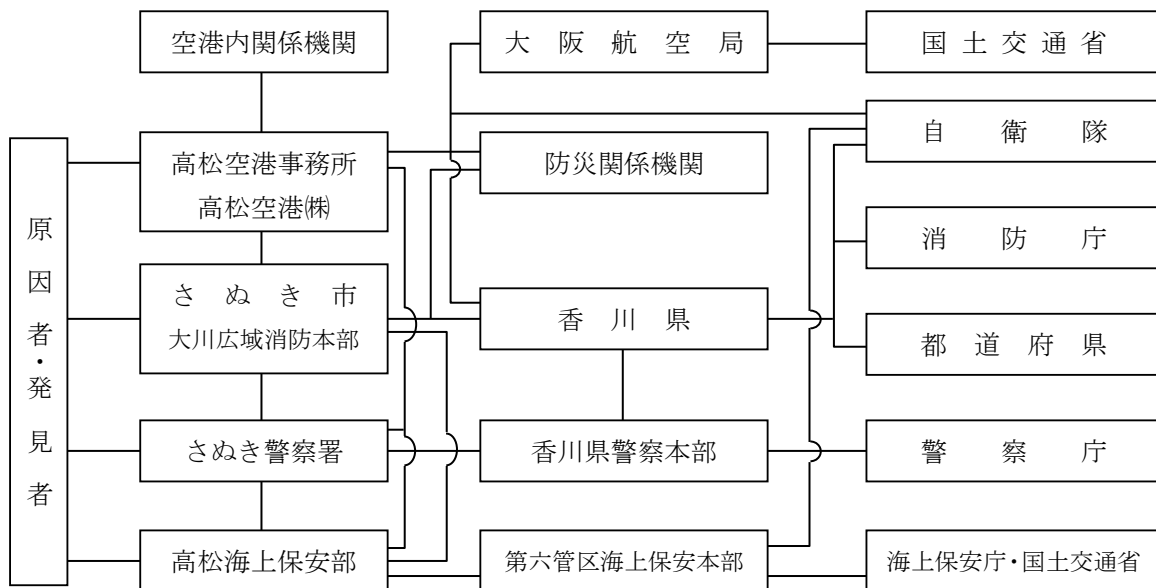 空港内関係機関
大阪航空局
国土交通省
自衛隊
高松空港事務所
高松空港㈱
防災関係機関
原因者・発見者
消防庁
さぬき市
大川広域消防本部
香川県
都道府県
さぬき警察署
香川県警察本部
警察庁
高松海上保安部
第六管区海上保安本部
海上保安庁・国土交通省